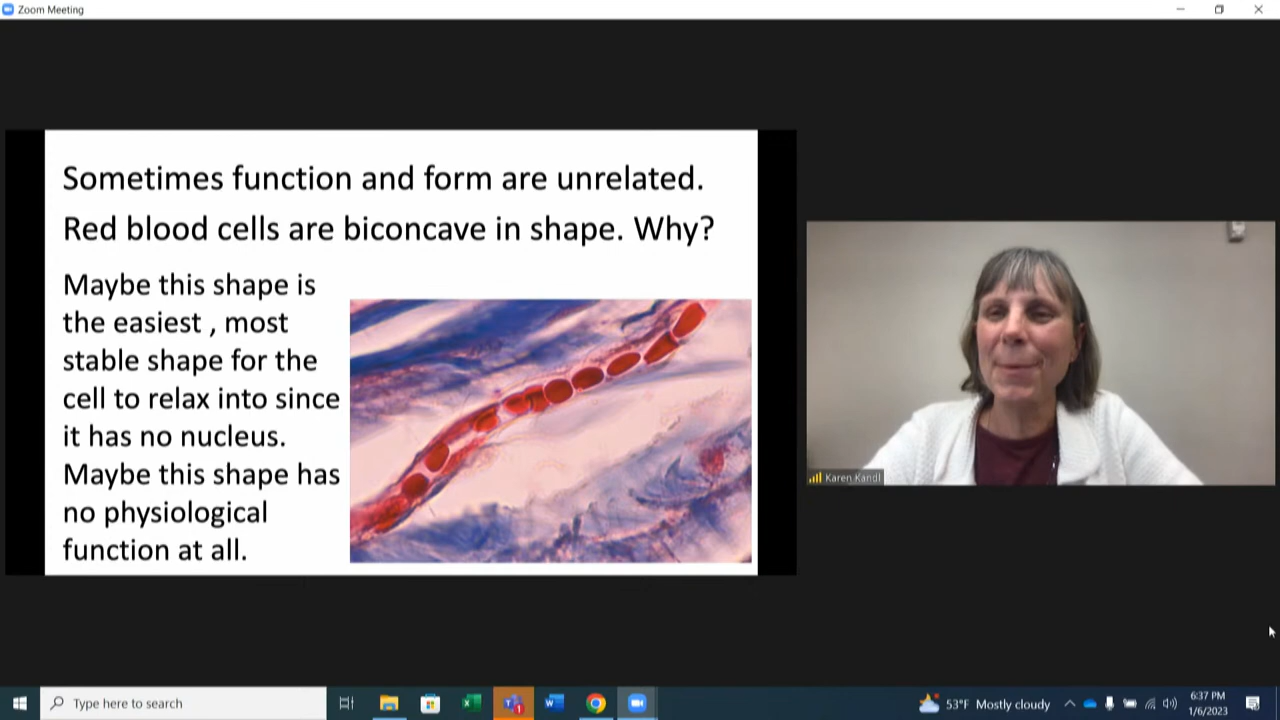 Zoom Meeting
Sometimes function and form are unrelated.
Red blood cells are biconcave in shape. Why?
Maybe this shape is
the easiest , most
stable shape for the
cell to relax into since
it has no nucleus.
Maybe this shape has
no physiological
function at all.
Karen Kandl
Type here to search
1
53°F Mostly cloudy
6:37 PM
1/6/2023